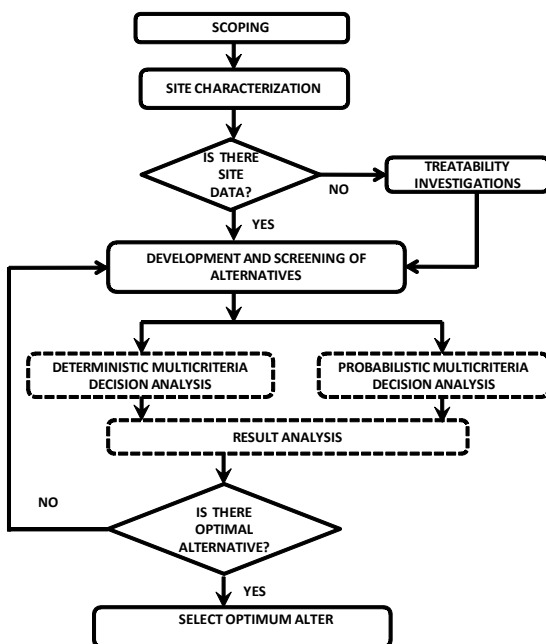 SCOPING
SITE CHARACTERIZATION
IS THERE
SITE
DATA?
NO
TREATABILITY
INVESTIGATIONS
YES
DEVELOPMENT AND SCREENING OF
ALTERNATIVES
DETERMINISTIC MULTICRITERIA
DECISION ANALYSIS
PROBABILISTIC MULTICRITERIA
DECISION ANALYSIS
RESULT ANALYSIS
NO
IS THERE
OPTIMAL
ALTERNATIVE?
YES
SELECT OPTIMUM ALTER